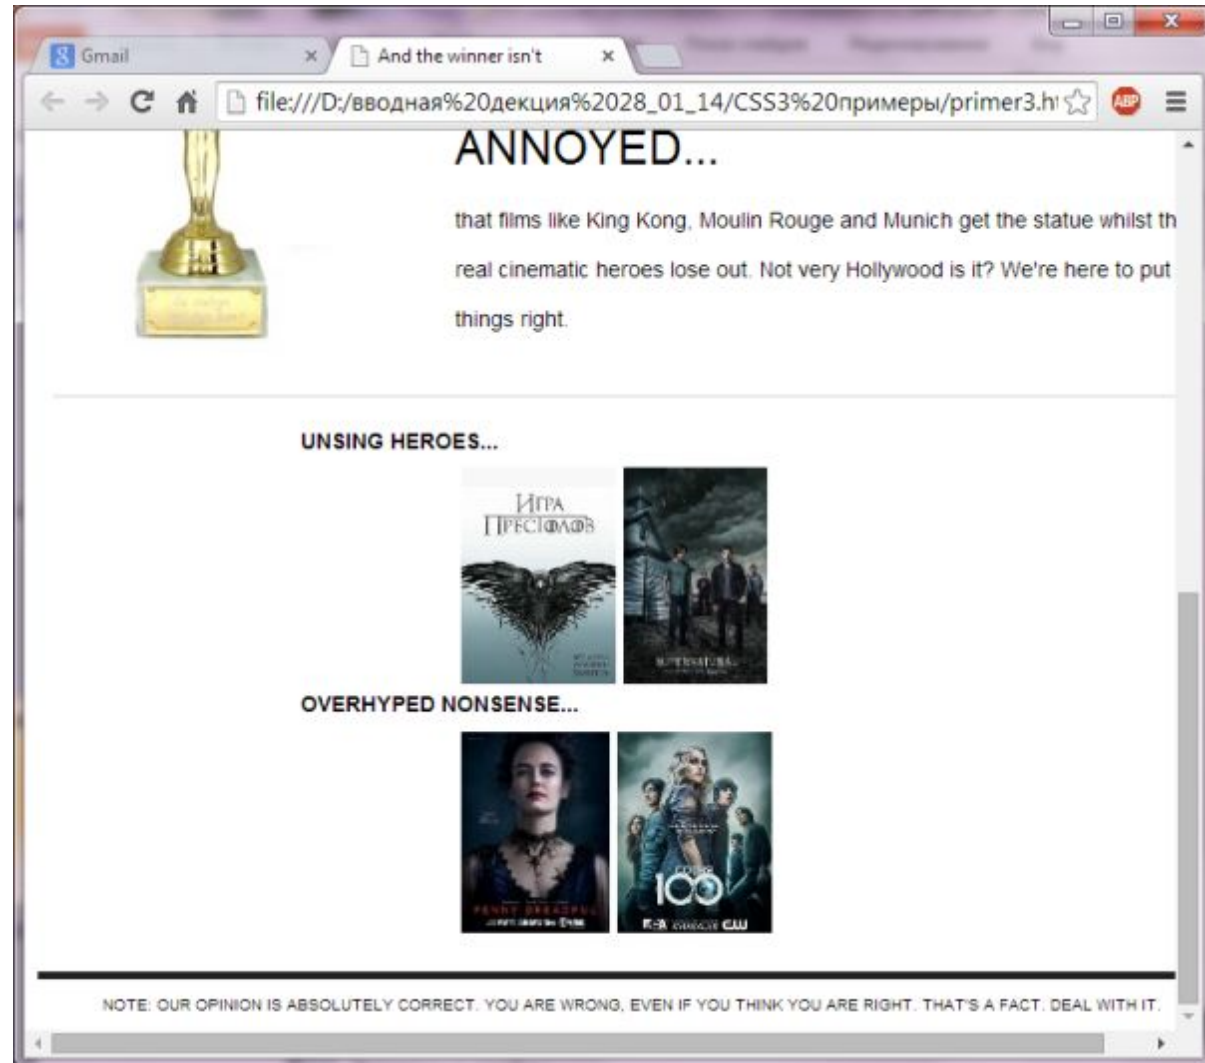 Gmail
And the winner isn't
file:///D:/вводная%20декция%2028_01_14/CSS3%20примеры/primer3.h
ABP
ANNOYED...
that films like King Kong, Moulin Rouge and Munich get the statue whilst th
real cinematic heroes lose out. Not very Hollywood is it? We're here to put
things right.
UNSING HEROES...
ИГРА
ПРЕСТОЛОВ
SUPERNATURAL
OVERHYPED NONSENSE...
PENNY DREADFUL
100
CW
NOTE: OUR OPINION IS ABSOLUTELY CORRECT. YOU ARE WRONG, EVEN IF YOU THINK YOU ARE RIGHT. THAT'S A FACT. DEAL WITH IT.